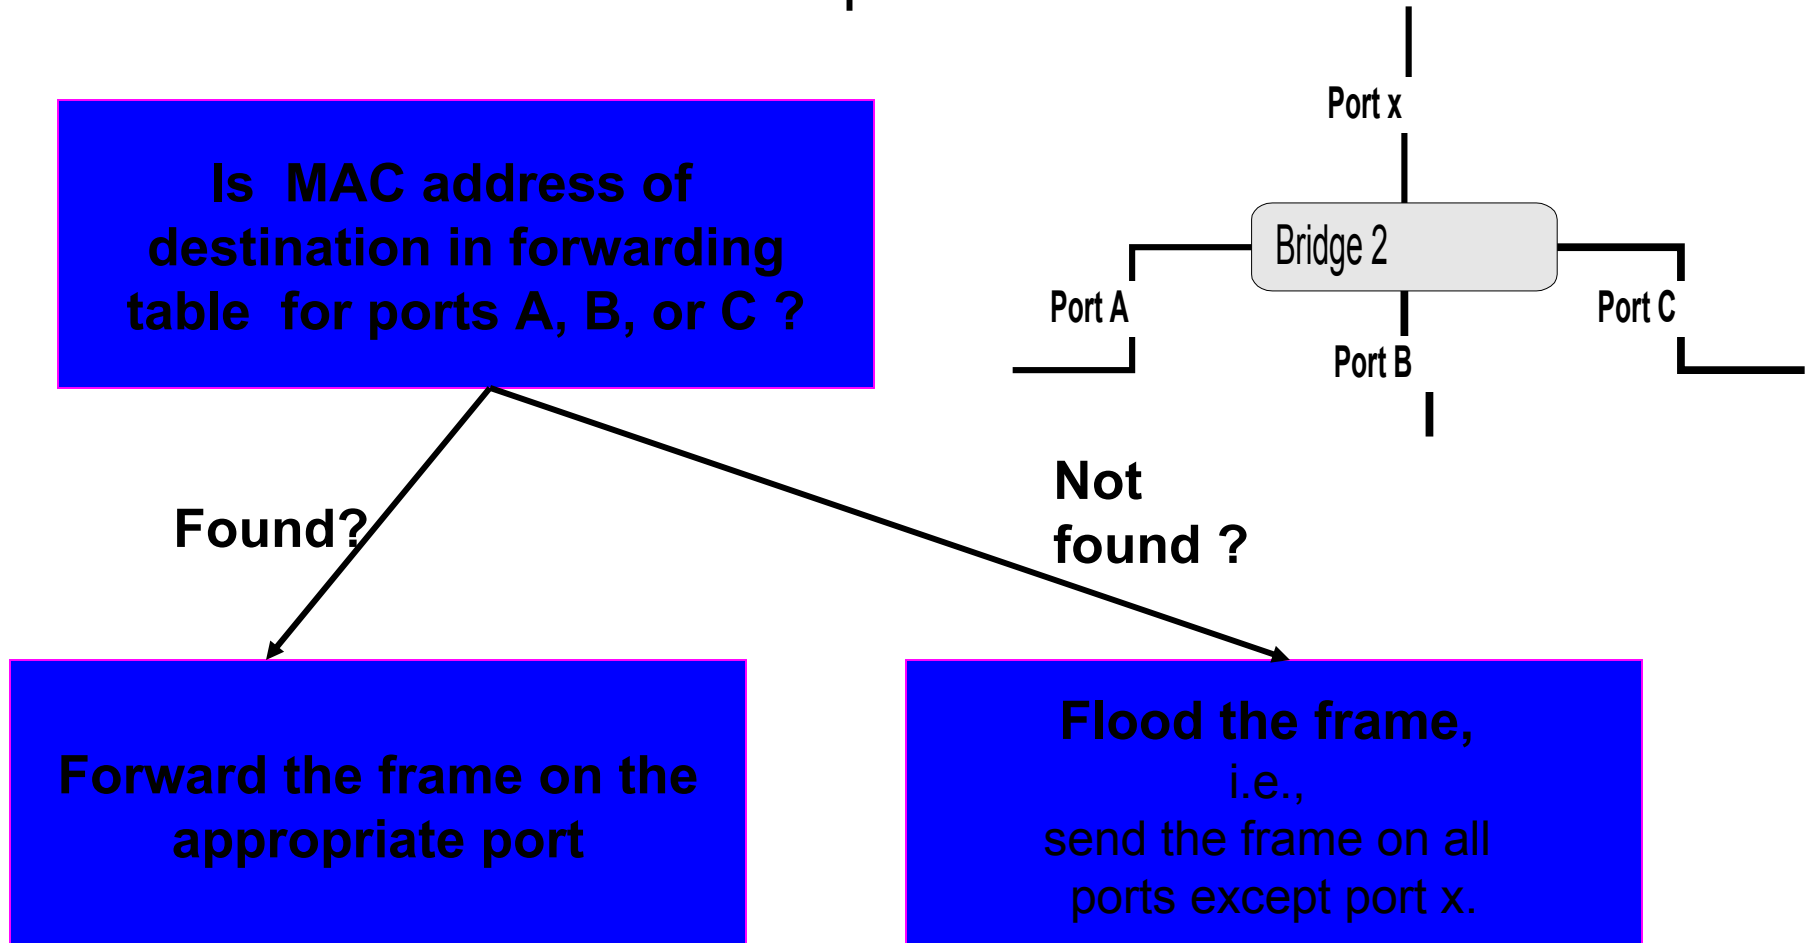 Port x
Is MAC address of
destination in forwarding
table for ports A, B, or C ?
Bridge 2
Port A
Port B
Port C
Found?
Not
found ?
Forward the frame on the
appropriate port
Flood the frame,
i.e.,
send the frame on all
ports except port x.